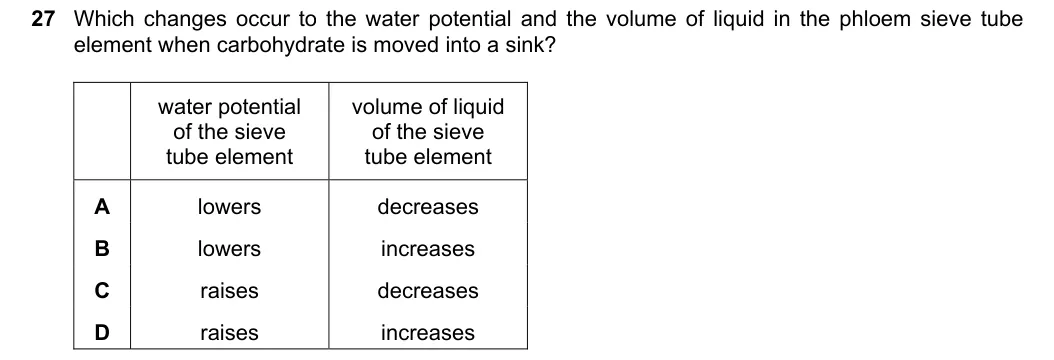 27 Which changes occur to the water potential and the volume of liquid in the phloem sieve tube
element when carbohydrate is moved into a sink?
water potential
of the sieve
tube element
volume of liquid
of the sieve
tube element
A lowers decreases
B lowers increases
C raises decreases
D raises increases